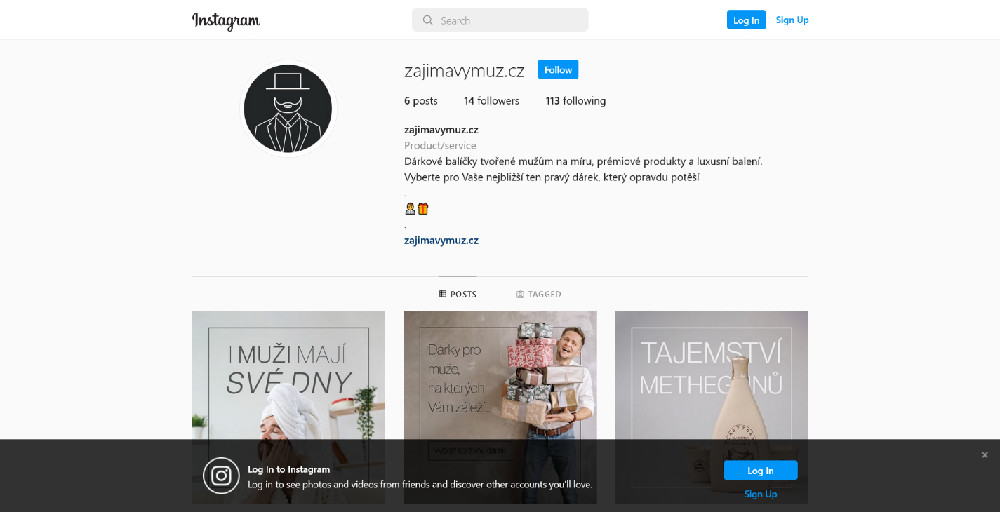 Instagram
Search
Log In
Sign Up
zajimavymuz.cz
Follow
6 posts
14 followers
113 following
zajimavymuz.cz
Product/service
Dárkové balíčky tvořené mužům na míru, prémiové produkty a luxusní balení.
Vyberte pro Vaše nejbližší ten pravý dárek, který opravdu potěší
.
.
zajimavymuz.cz
POSTS
TAGGED
I MUŽI MAJÍ
SVÉ DNY
Dárky pro
muže,
na kterých
Vám záleží...
vybrat správný dárek
TAJEMSTVÍ
Log In to Instagram
Log in to see photos and videos from friends and discover other accounts you'll love.
Log In
Sign Up